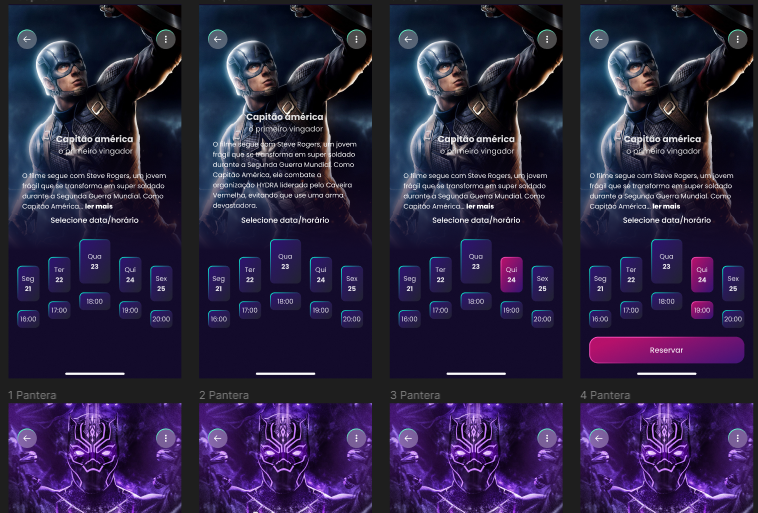 Capitão américa
o primeiro vingador
O filme segue com Steve Rogers, um jovem
frágil que se transforma em super soldado
durante a Segunda Guerra Mundial. Como
Capitão América... ler mais
Selecione data/horário
Seg 21
Ter 22
Qua 23
Qui 24
Sex 25
16:00
17:00
18:00
19:00
20:00
Capitão américa
o primeiro vingador
O filme segue com Steve Rogers, um jovem
frágil que se transforma em super soldado
durante a Segunda Guerra Mundial. Como
Capitão América, ele combate a
organização HYDRA liderada pelo Caveira
Vermelha, evitando que use uma arma
devastadora.
Selecione data/horário
Seg 21
Ter 22
Qua 23
Qui 24
Sex 25
16:00
17:00
18:00
19:00
20:00
Capitão américa
o primeiro vingador
O filme segue com Steve Rogers, um jovem
frágil que se transforma em super soldado
durante a Segunda Guerra Mundial. Como
Capitão América... ler mais
Selecione data/horário
Seg 21
Ter 22
Qua 23
Qui 24
Sex 25
16:00
17:00
18:00
19:00
20:00
Capitão américa
o primeiro vingador
O filme segue com Steve Rogers, um jovem
frágil que se transforma em super soldado
durante a Segunda Guerra Mundial. Como
Capitão América... ler mais
Selecione data/horário
Seg 21
Ter 22
Qua 23
Qui 24
Sex 25
16:00
17:00
18:00
19:00
20:00
Reservar
1 Pantera
2 Pantera
3 Pantera
4 Pantera